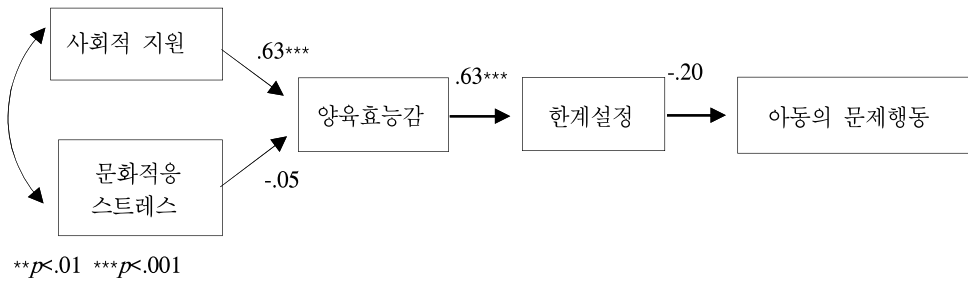 사회적 지원
.63***
양육효능감
.63***
한계설정
-.20
아동의 문제행동
문화적응
스트레스
-.05
**p<.01 ***p<.001